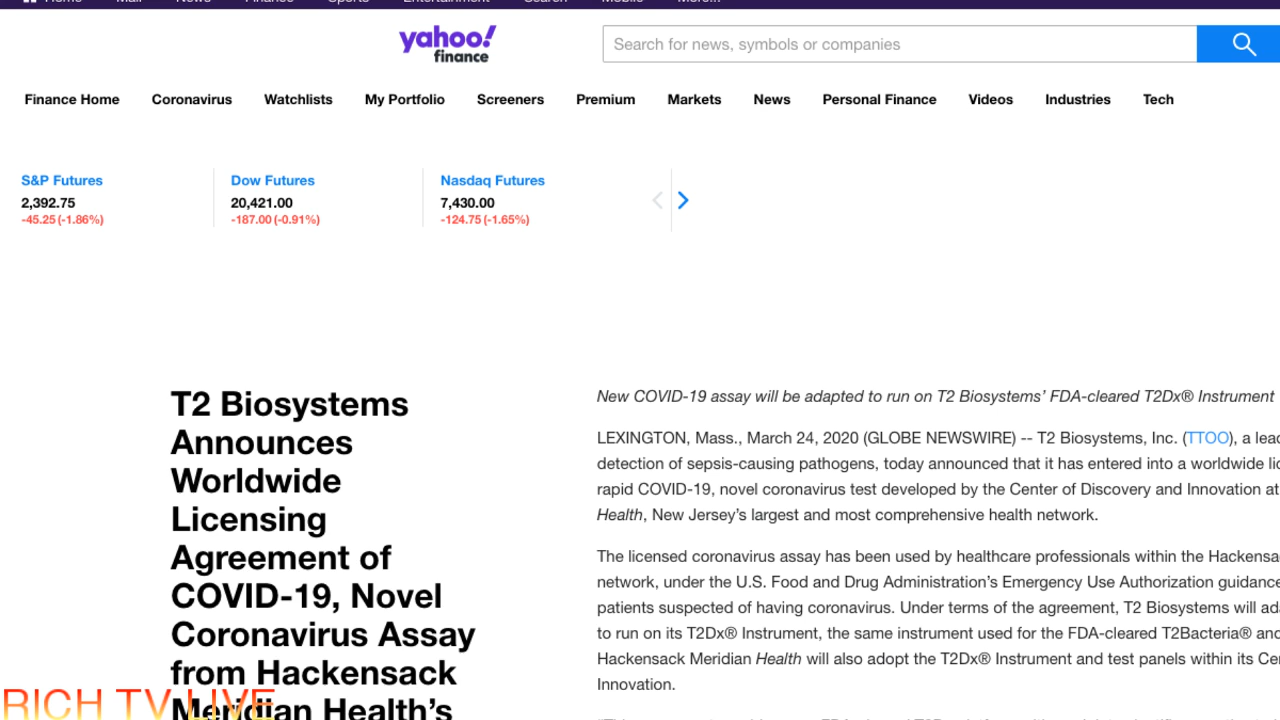 Home Mail News Finance Sports Entertainment Search Mobile More...
yahoo!
finance
Search for news, symbols or companies
Finance Home Coronavirus Watchlists My Portfolio Screeners Premium Markets News Personal Finance Videos Industries Tech
S&P Futures
2,392.75
-45.25 (-1.86%)
Dow Futures
20,421.00
-187.00 (-0.91%)
Nasdaq Futures
7,430.00
-124.75 (-1.65%)
T2 Biosystems
Announces
Worldwide
Licensing
Agreement of
COVID-19, Novel
Coronavirus Assay
from Hackensack
Meridian Health’s
New COVID-19 assay will be adapted to run on T2 Biosystems’ FDA-cleared T2Dx® Instrument
LEXINGTON, Mass., March 24, 2020 (GLOBE NEWSWIRE) -- T2 Biosystems, Inc. (TTOO), a lea
detection of sepsis-causing pathogens, today announced that it has entered into a worldwide lic
rapid COVID-19, novel coronavirus test developed by the Center of Discovery and Innovation at
Health, New Jersey’s largest and most comprehensive health network.
The licensed coronavirus assay has been used by healthcare professionals within the Hackensa
network, under the U.S. Food and Drug Administration’s Emergency Use Authorization guidance
patients suspected of having coronavirus. Under terms of the agreement, T2 Biosystems will ad
to run on its T2Dx® Instrument, the same instrument used for the FDA-cleared T2Bacteria® and
Hackensack Meridian Health will also adopt the T2Dx® Instrument and test panels within its Ce
Innovation.
RICH TV LIVE